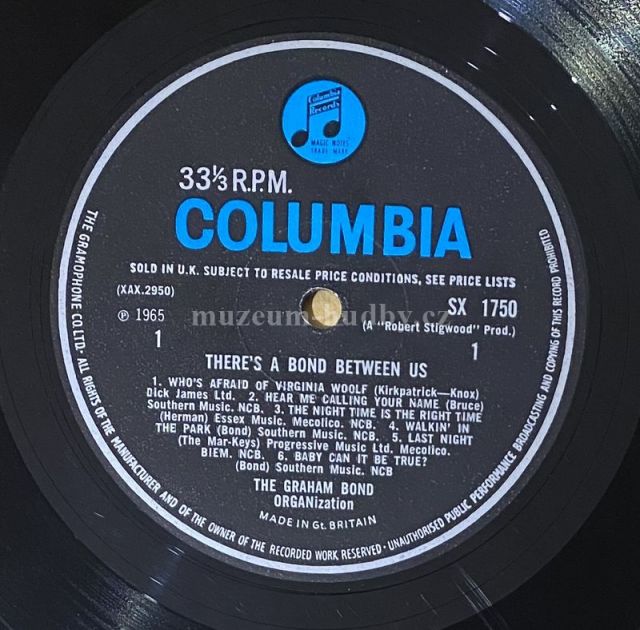 Columbia
Records
MAGIC NOTES
TRADE MARK
33⅓ R.P.M.
COLUMBIA
SOLD IN U.K. SUBJECT TO RESALE PRICE CONDITIONS, SEE PRICE LISTS
(XAX.2950)
SX 1750
℗ 1965
muzeum-hudby.cz
(A "Robert Stigwood" Prod.)
1
1
THERE'S A BOND BETWEEN US
1. WHO'S AFRAID OF VIRGINIA WOOLF (Kirkpatrick—Knox)
Dick James Ltd. 2. HEAR ME CALLING YOUR NAME (Bruce)
Southern Music. NCB. 3. THE NIGHT TIME IS THE RIGHT TIME
(Herman) Essex Music. Mecolico. NCB. 4. WALKIN' IN
THE PARK (Bond) Southern Music. NCB. 5. LAST NIGHT
(The Mar-Keys) Progressive Music Ltd. Mecolico.
BIEM. NCB. 6. BABY CAN IT BE TRUE?
(Bond) Southern Music. NCB
THE GRAHAM BOND
ORGANization
MADE IN Gt. BRITAIN
THE GRAMOPHONE CO. LTD. · ALL RIGHTS OF THE MANUFACTURER AND OF THE OWNER OF THE RECORDED WORK RESERVED · UNAUTHORISED PUBLIC PERFORMANCE BROADCASTING AND COPYING OF THIS RECORD PROHIBITED